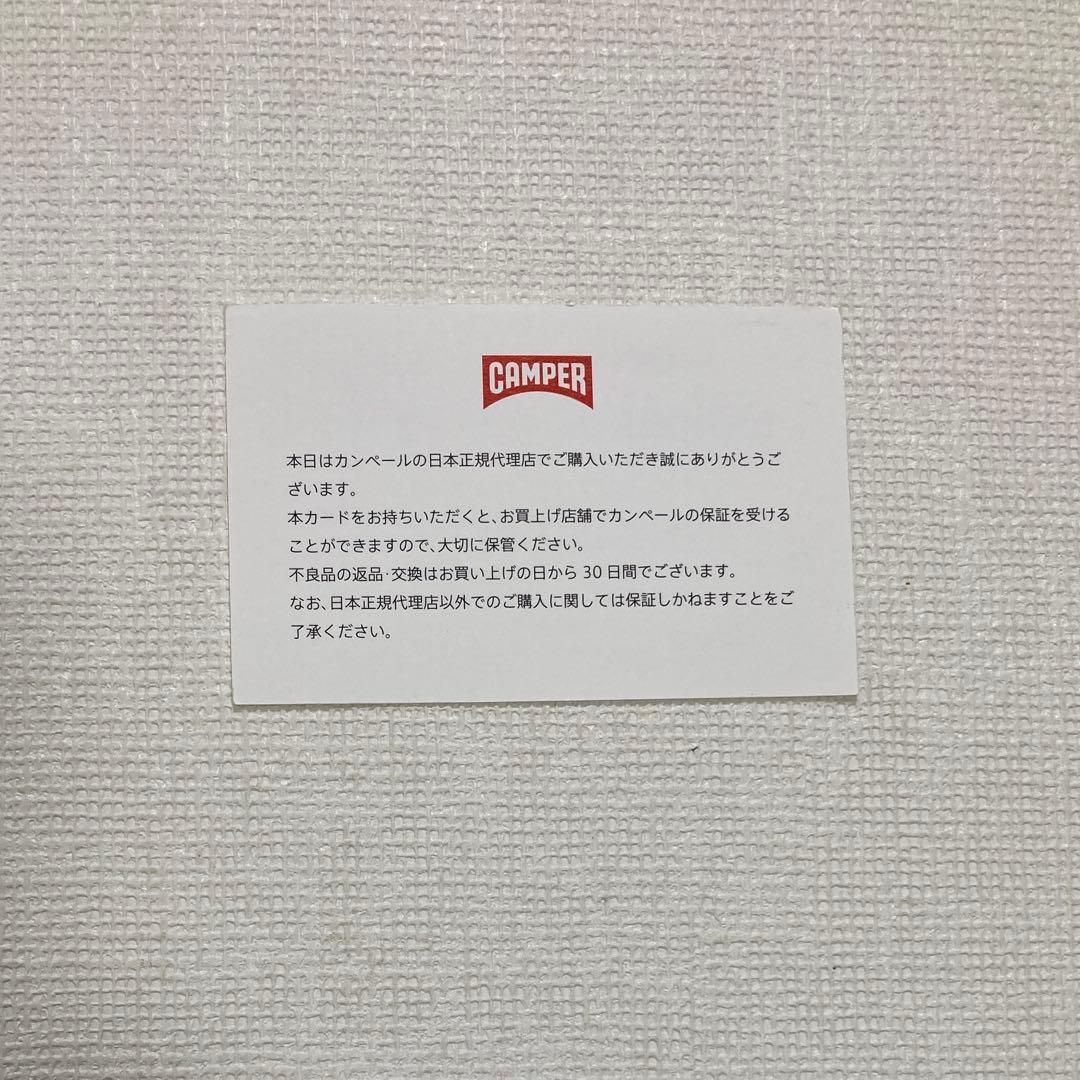 CAMPER
本日はカンペールの日本正規代理店でご購入いただき誠にありがとうご
ざいます。
本カードをお持ちいただくと、お買上げ店舗でカンペールの保証を受ける
ことができますので、大切に保管ください。
不良品の返品･交換はお買い上げの日から 30 日間でございます。
なお、日本正規代理店以外でのご購入に関しては保証しかねますことをご
了承ください。